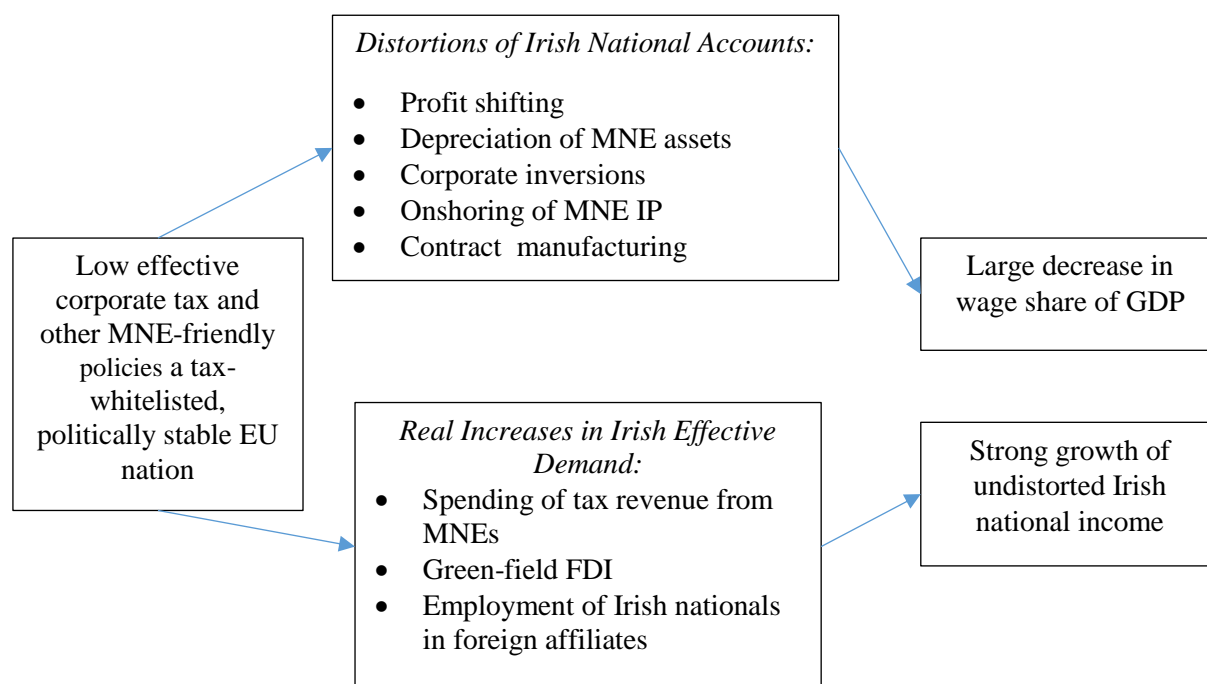 Distortions of Irish National Accounts:
• Profit shifting
• Depreciation of MNE assets
• Corporate inversions
• Onshoring of MNE IP
• Contract manufacturing
Low effective
corporate tax and
other MNE-friendly
policies a tax-
whitelisted,
politically stable EU
nation
Large decrease in
wage share of GDP
Real Increases in Irish Effective
Demand:
• Spending of tax revenue from
MNEs
• Green-field FDI
• Employment of Irish nationals
in foreign affiliates
Strong growth of
undistorted Irish
national income